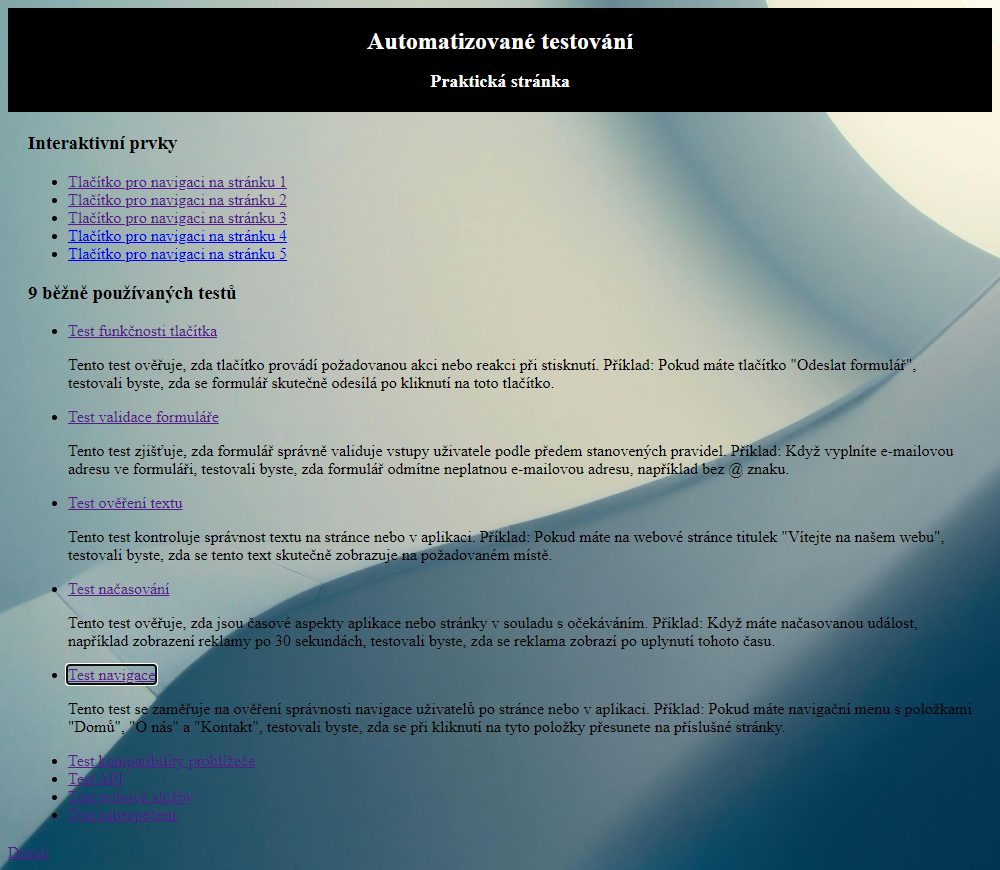 Automatizované testování
Praktická stránka
Interaktivní prvky
Tlačítko pro navigaci na stránku 1
Tlačítko pro navigaci na stránku 2
Tlačítko pro navigaci na stránku 3
Tlačítko pro navigaci na stránku 4
Tlačítko pro navigaci na stránku 5
9 běžně používaných testů
Test funkčnosti tlačítka
Tento test ověřuje, zda tlačítko provádí požadovanou akci nebo reakci při stisknutí. Příklad: Pokud máte tlačítko "Odeslat formulář",
testovali byste, zda se formulář skutečně odesílá po kliknutí na toto tlačítko.
Test validace formuláře
Tento test zjišťuje, zda formulář správně validuje vstupy uživatele podle předem stanovených pravidel. Příklad: Když vyplníte e-mailovou
adresu ve formuláři, testovali byste, zda formulář odmítne neplatnou e-mailovou adresu, například bez @ znaku.
Test ověření textu
Tento test kontroluje správnost textu na stránce nebo v aplikaci. Příklad: Pokud máte na webové stránce titulek "Vítejte na našem webu",
testovali byste, zda se tento text skutečně zobrazuje na požadovaném místě.
Test načasování
Tento test ověřuje, zda jsou časové aspekty aplikace nebo stránky v souladu s očekáváním. Příklad: Když máte načasovanou událost,
například zobrazení reklamy po 30 sekundách, testovali byste, zda se reklama zobrazí po uplynutí tohoto času.
Test navigace
Tento test se zaměřuje na ověření správnosti navigace uživatelů po stránce nebo v aplikaci. Příklad: Pokud máte navigační menu s položkami
"Domů", "O nás" a "Kontakt", testovali byste, zda se při kliknutí na tyto položky přesunete na příslušné stránky.
Test kompatibility prohlížeče
Test API
Test webové služby
Test zabezpečení
Domů